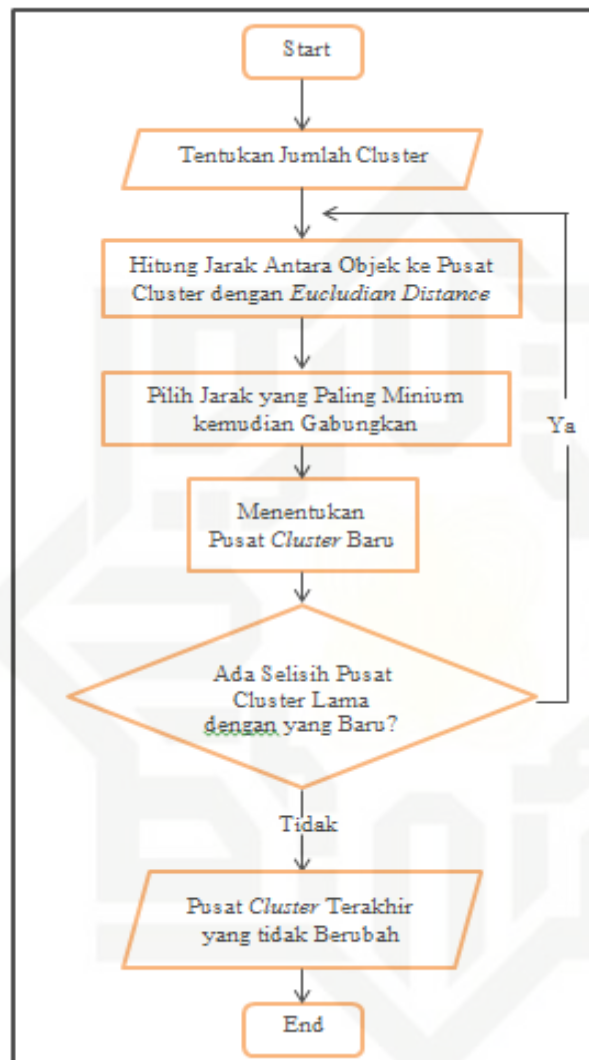 Start
Tentukan Jumlah Cluster
Hitung Jarak Antara Objek ke Pusat
Cluster dengan Eucludian Distance
Pilih Jarak yang Paling Minium
kemudian Gabungkan
Ya
Menentukan
Pusat Cluster Baru
Ada Selisih Pusat
Cluster Lama
dengan yang Baru?
Tidak
Pusat Cluster Terakhir
yang tidak Berubah
End